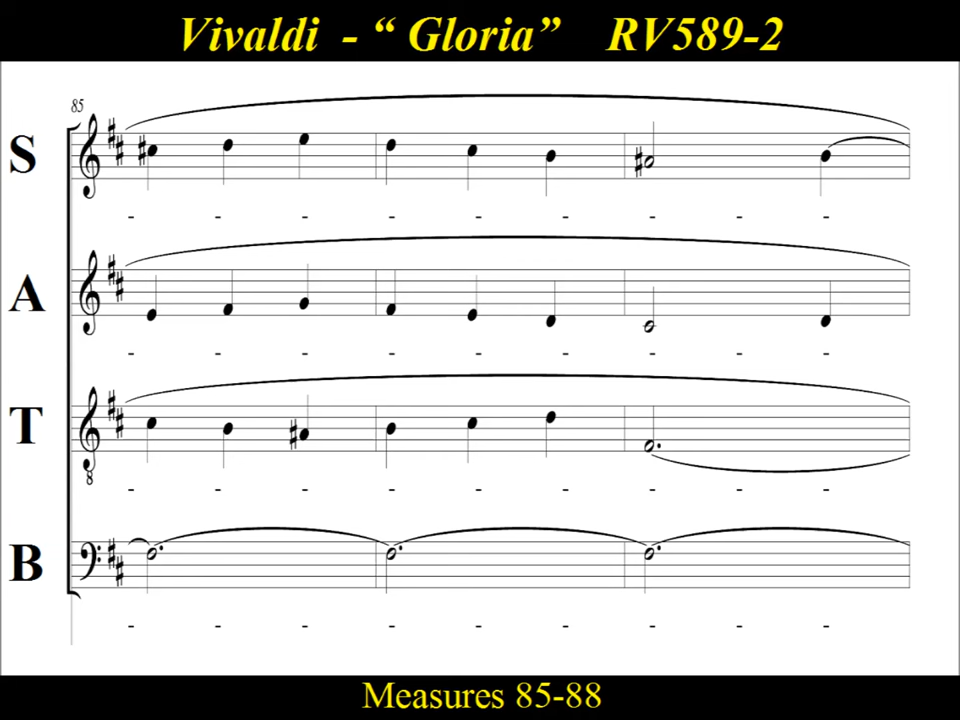 Vivaldi - “ Gloria” RV589-2
85
S
- - - - - - - - -
A
- - - - - - - - -
T
8
- - - - - - - - -
B
- - - - - - - - -
Measures 85-88